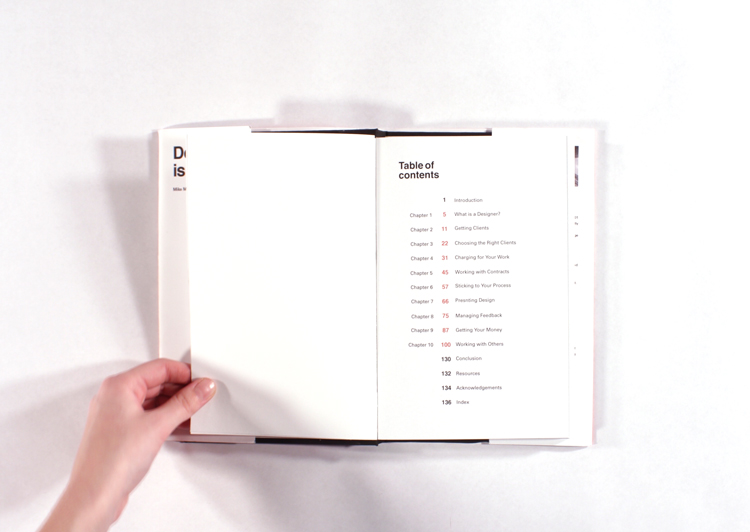 De
is
Mike M
Table of
contents
1 Introduction
Chapter 1 5 What is a Designer?
Chapter 2 11 Getting Clients
Chapter 3 22 Choosing the Right Clients
Chapter 4 31 Charging for Your Work
Chapter 5 45 Working with Contracts
Chapter 6 57 Sticking to Your Process
Chapter 7 66 Presnting Design
Chapter 8 75 Managing Feedback
Chapter 9 87 Getting Your Money
Chapter 10 100 Working with Others
130 Conclusion
132 Resources
134 Acknowledgements
136 Index